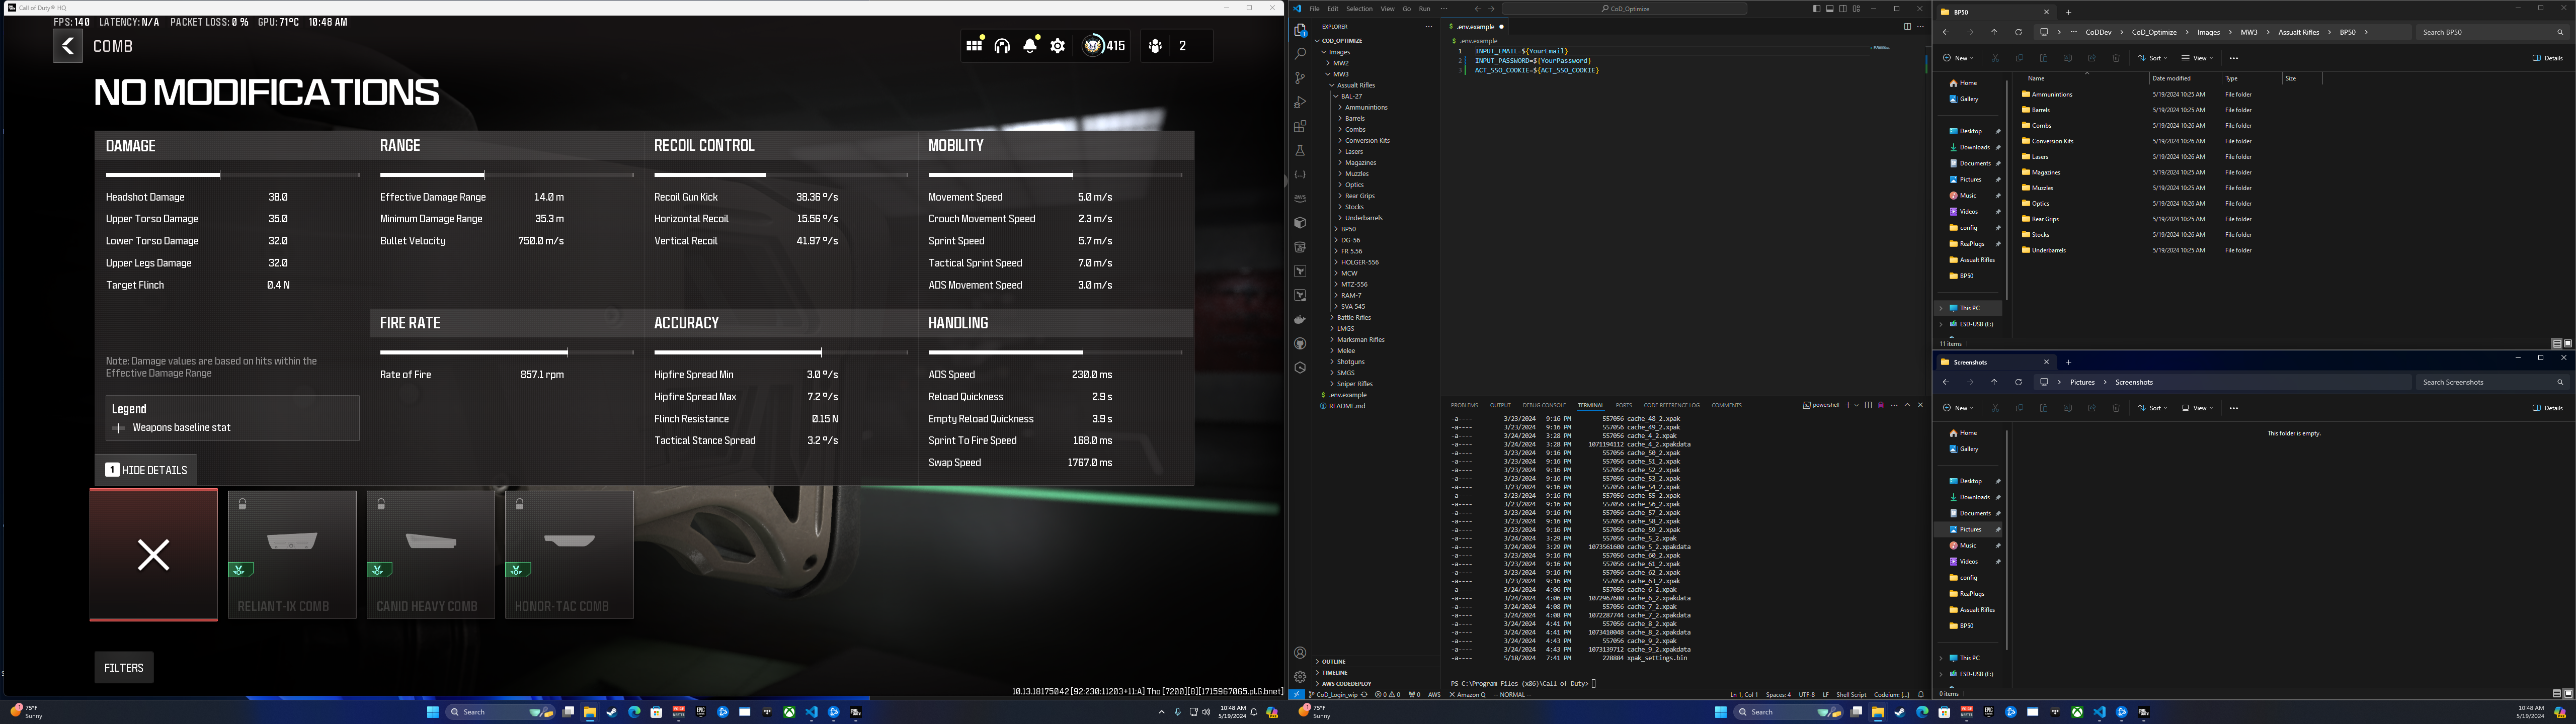 Call of Duty® HQ
FPS: 140 LATENCY: N/A PACKET LOSS: 0 % GPU: 71°C 10:48 AM
COMB
415
2
NO MODIFICATIONS
DAMAGE
Headshot Damage 38.0
Upper Torso Damage 35.0
Lower Torso Damage 32.0
Upper Legs Damage 32.0
Target Flinch 0.4 N
Note: Damage values are based on hits within the
Effective Damage Range
Legend
Weapons baseline stat
1 HIDE DETAILS
RANGE
Effective Damage Range 14.0 m
Minimum Damage Range 35.3 m
Bullet Velocity 750.0 m/s
RECOIL CONTROL
Recoil Gun Kick 38.36 °/s
Horizontal Recoil 15.56 °/s
Vertical Recoil 41.97 °/s
MOBILITY
Movement Speed 5.0 m/s
Crouch Movement Speed 2.3 m/s
Sprint Speed 5.7 m/s
Tactical Sprint Speed 7.0 m/s
ADS Movement Speed 3.0 m/s
FIRE RATE
Rate of Fire 857.1 rpm
ACCURACY
Hipfire Spread Min 3.0 °/s
Hipfire Spread Max 7.2 °/s
Flinch Resistance 0.15 N
Tactical Stance Spread 3.2 °/s
HANDLING
ADS Speed 230.0 ms
Reload Quickness 2.9 s
Empty Reload Quickness 3.9 s
Sprint To Fire Speed 168.0 ms
Swap Speed 1767.0 ms
RELIANT-IX COMB
CANID HEAVY COMB
HONOR-TAC COMB
FILTERS
10.13.18175042 [92:230:11203+11:A] Tho [7200][8][1715967065.pl.G.bnet]
75°F
Sunny
Search
10:48 AM
5/19/2024
File Edit Selection View Go Run ···
CoD_Optimize
EXPLORER
COD_OPTIMIZE
Images
MW2
MW3
Assualt Rifles
BAL-27
Ammunintions
Barrels
Combs
Conversion Kits
Lasers
Magazines
Muzzles
Optics
Rear Grips
Stocks
Underbarrels
BP50
DG-56
FR 5.56
HOLGER-556
MCW
MTZ-556
RAM-7
SVA 545
Battle Rifles
LMGS
Marksman Rifles
Melee
Shotguns
SMGS
Sniper Rifles
$ .env.example
README.md
OUTLINE
TIMELINE
AWS CODEDEPLOY
$ .env.example
$ .env.example
1 INPUT_EMAIL=${YourEmail}
2 INPUT_PASSWORD=${YourPassword}
3 ACT_SSO_COOKIE=${ACT_SSO_COOKIE}
PROBLEMS OUTPUT DEBUG CONSOLE TERMINAL PORTS CODE REFERENCE LOG COMMENTS
powershell
-a---- 3/23/2024 9:16 PM 557056 cache_48_2.xpak
-a---- 3/23/2024 9:16 PM 557056 cache_49_2.xpak
-a---- 3/24/2024 3:28 PM 557056 cache_4_2.xpak
-a---- 3/24/2024 3:28 PM 1071194112 cache_4_2.xpakdata
-a---- 3/23/2024 9:16 PM 557056 cache_50_2.xpak
-a---- 3/23/2024 9:16 PM 557056 cache_51_2.xpak
-a---- 3/23/2024 9:16 PM 557056 cache_52_2.xpak
-a---- 3/23/2024 9:16 PM 557056 cache_53_2.xpak
-a---- 3/23/2024 9:16 PM 557056 cache_54_2.xpak
-a---- 3/23/2024 9:16 PM 557056 cache_55_2.xpak
-a---- 3/23/2024 9:16 PM 557056 cache_56_2.xpak
-a---- 3/23/2024 9:16 PM 557056 cache_57_2.xpak
-a---- 3/23/2024 9:16 PM 557056 cache_58_2.xpak
-a---- 3/23/2024 9:16 PM 557056 cache_59_2.xpak
-a---- 3/24/2024 3:29 PM 557056 cache_5_2.xpak
-a---- 3/24/2024 3:29 PM 1073561600 cache_5_2.xpakdata
-a---- 3/23/2024 9:16 PM 557056 cache_60_2.xpak
-a---- 3/23/2024 9:16 PM 557056 cache_61_2.xpak
-a---- 3/23/2024 9:16 PM 557056 cache_62_2.xpak
-a---- 3/23/2024 9:16 PM 557056 cache_63_2.xpak
-a---- 3/24/2024 4:06 PM 557056 cache_6_2.xpak
-a---- 3/24/2024 4:06 PM 1072967680 cache_6_2.xpakdata
-a---- 3/24/2024 4:08 PM 557056 cache_7_2.xpak
-a---- 3/24/2024 4:08 PM 1072287744 cache_7_2.xpakdata
-a---- 3/24/2024 4:41 PM 557056 cache_8_2.xpak
-a---- 3/24/2024 4:41 PM 1073410048 cache_8_2.xpakdata
-a---- 3/24/2024 4:43 PM 557056 cache_9_2.xpak
-a---- 3/24/2024 4:43 PM 1073139712 cache_9_2.xpakdata
-a---- 5/18/2024 7:41 PM 228884 xpak_settings.bin
PS C:\Program Files (x86)\Call of Duty>
CoD_Login_wip 0 0 0 AWS Amazon Q -- NORMAL -- Ln 1, Col 1 Spaces: 4 UTF-8 LF Shell Script Codeium: {...}
BP50
··· CoDDev > CoD_Optimize > Images > MW3 > Assualt Rifles > BP50 >
Search BP50
New Sort View ··· Details
Home
Gallery
Desktop
Downloads
Documents
Pictures
Music
Videos
config
ReaPlugs
Assualt Rifles
BP50
This PC
ESD-USB (E:)
Name Date modified Type Size
Ammunintions 5/19/2024 10:25 AM File folder
Barrels 5/19/2024 10:25 AM File folder
Combs 5/19/2024 10:26 AM File folder
Conversion Kits 5/19/2024 10:26 AM File folder
Lasers 5/19/2024 10:26 AM File folder
Magazines 5/19/2024 10:25 AM File folder
Muzzles 5/19/2024 10:25 AM File folder
Optics 5/19/2024 10:26 AM File folder
Rear Grips 5/19/2024 10:25 AM File folder
Stocks 5/19/2024 10:26 AM File folder
Underbarrels 5/19/2024 10:25 AM File folder
11 items
Screenshots
Pictures > Screenshots
Search Screenshots
New Sort View ··· Details
Home
Gallery
Desktop
Downloads
Documents
Pictures
Music
Videos
config
ReaPlugs
Assualt Rifles
BP50
This PC
ESD-USB (E:)
This folder is empty.
0 items
75°F
Sunny
Search
10:48 AM
5/19/2024